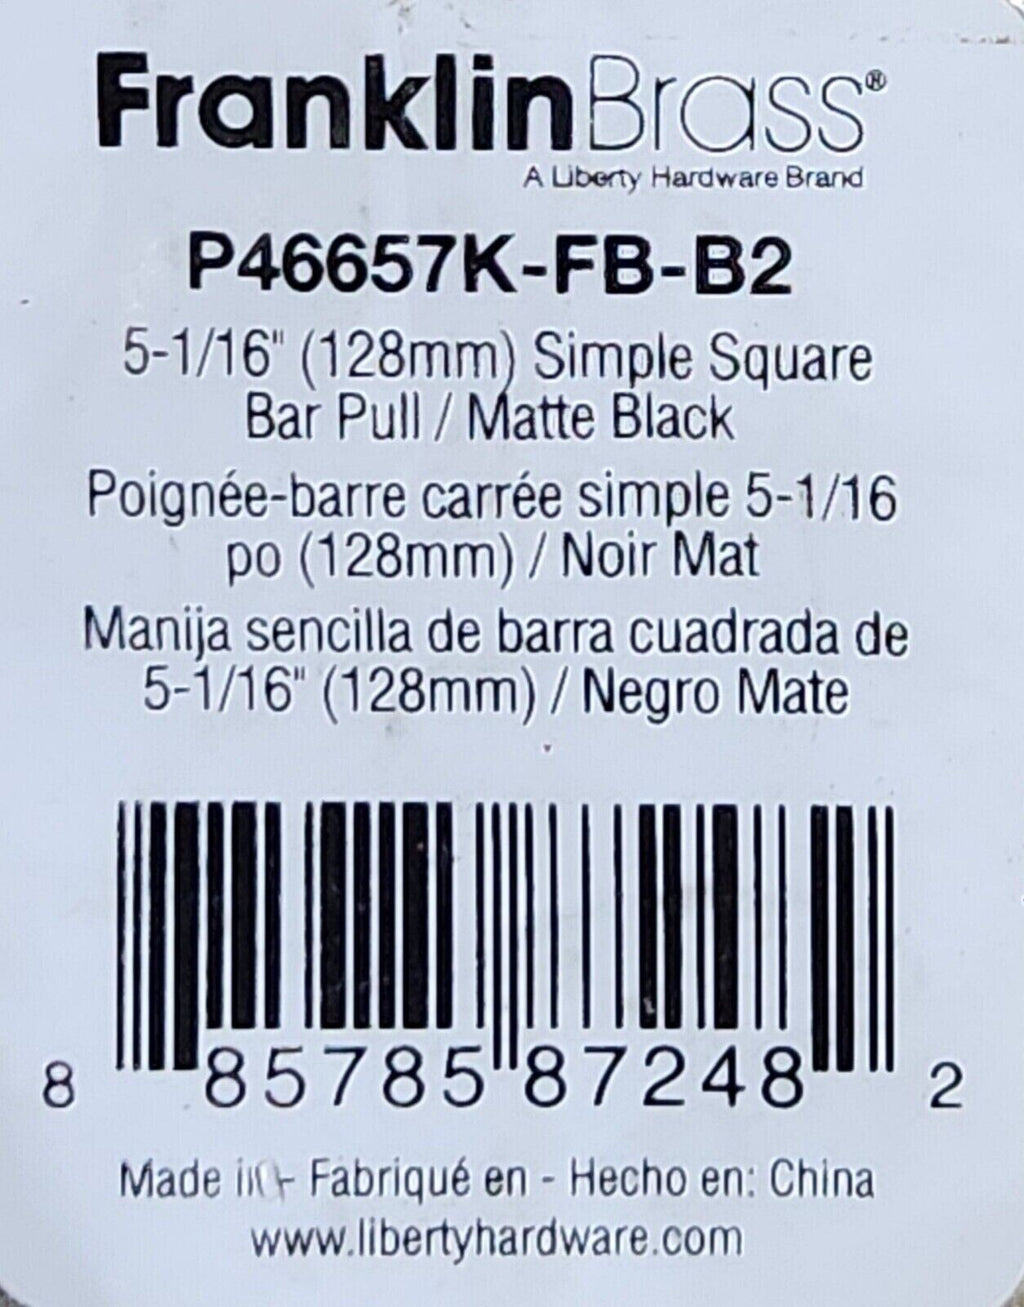 FranklinBrass®
A Liberty Hardware Brand
P46657K-FB-B2
5-1/16" (128mm) Simple Square
Bar Pull / Matte Black
Poignée-barre carrée simple 5-1/16
po (128mm) / Noir Mat
Manija sencilla de barra cuadrada de
5-1/16" (128mm) / Negro Mate
8 85785 87248 2
Made in - Fabriqué en - Hecho en: China
www.libertyhardware.com